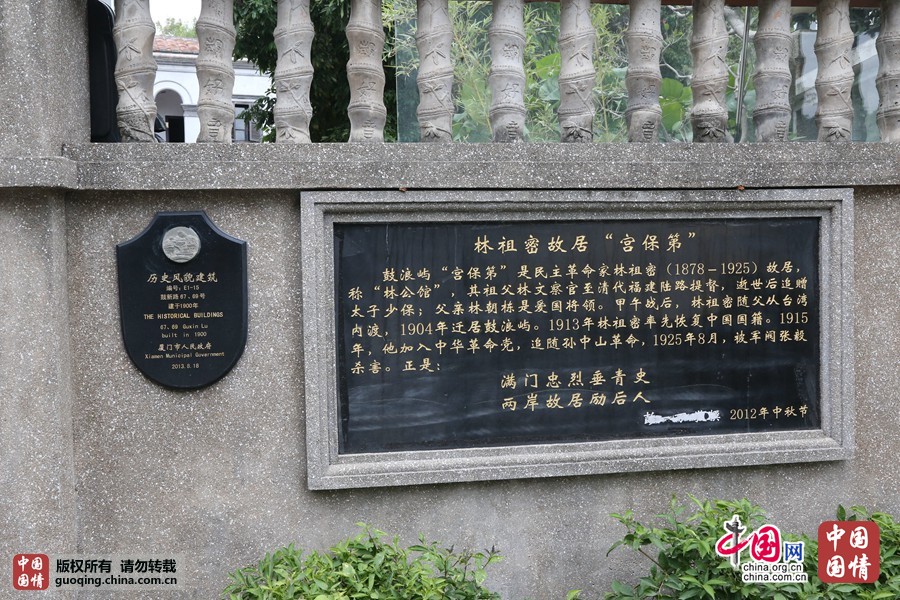 历史风貌建筑
编号: E1-15
鼓新路 67、69号
建于1900年
THE HISTORICAL BUILDINGS
67、69 Guxin Lu
built in 1900
厦门市人民政府
Xiamen Municipal Government
2013.8.18
林祖密故居“宫保第”
鼓浪屿“宫保第”是民主革命家林祖密(1878-1925)故居,
称“林公馆”,其祖父林文察官至清代福建陆路提督,逝世后追赠
太子少保;父亲林朝栋是爱国将领。甲午战后,林祖密随父从台湾
内渡,1904年迁居鼓浪屿。1913年林祖密率先恢复中国国籍。1915
年,他加入中华革命党,追随孙中山革命,1925年8月,被军阀张毅
杀害。正是:
满门忠烈垂青史
两岸故居励后人
2012年中秋节
中国
国情
版权所有 请勿转载
guoqing.china.com.cn
中国网
china.org.cn
china.com.cn
中国
国情